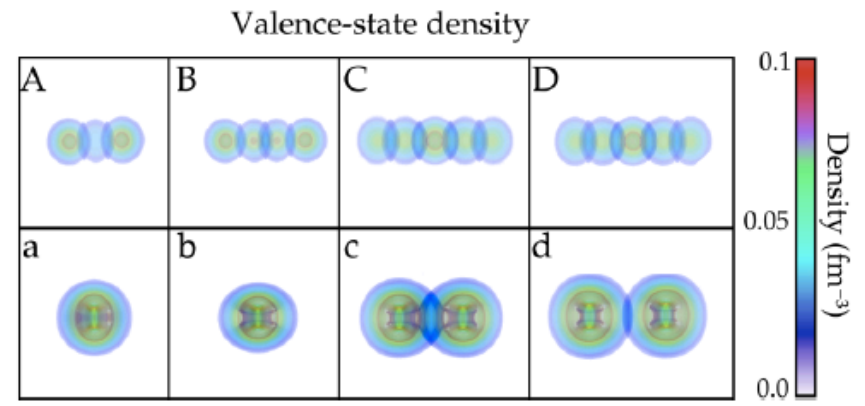 Valence-state density
A B C D
a b c d
0.1
0.05
0.0
Density (fm⁻³)